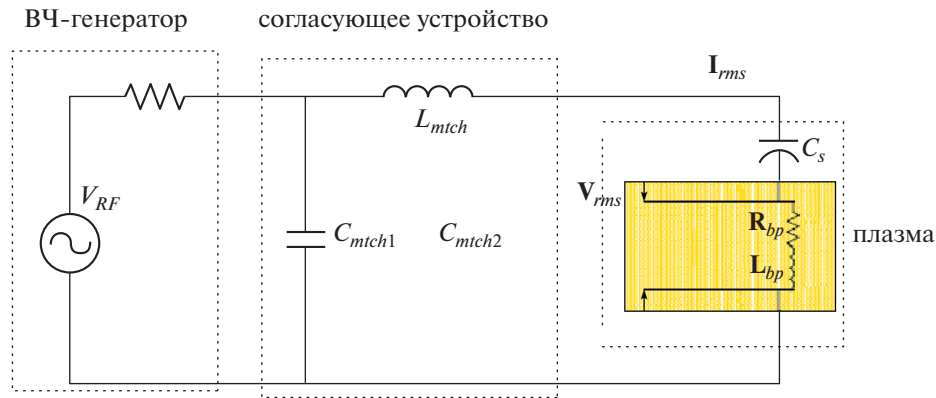 ВЧ-генератор
согласующее устройство
I_rms
L_mtch
C_s
V_RF
V_rms
R_bp
C_mtch1
C_mtch2
плазма
L_bp